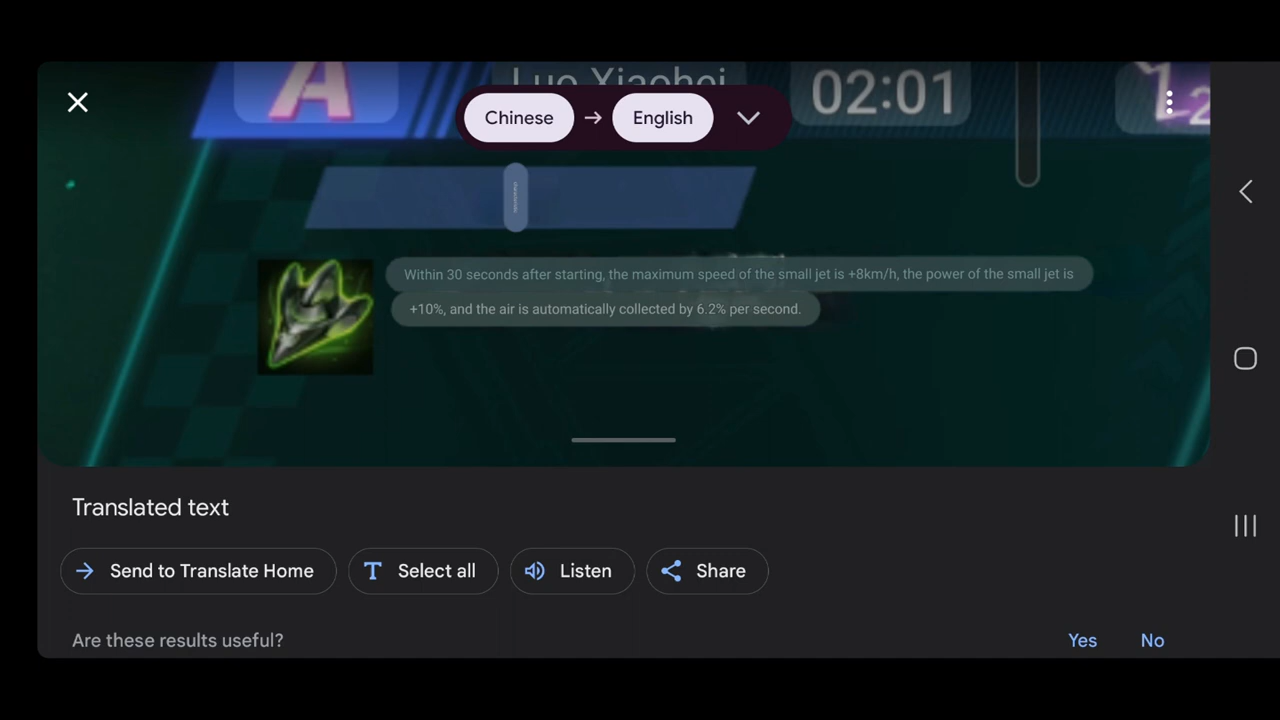 A
Luo Xiaohei
02:01
Chinese → English
Within 30 seconds after starting, the maximum speed of the small jet is +8km/h, the power of the small jet is
+10%, and the air is automatically collected by 6.2% per second.
Translated text
Send to Translate Home
Select all
Listen
Share
Are these results useful?
Yes
No